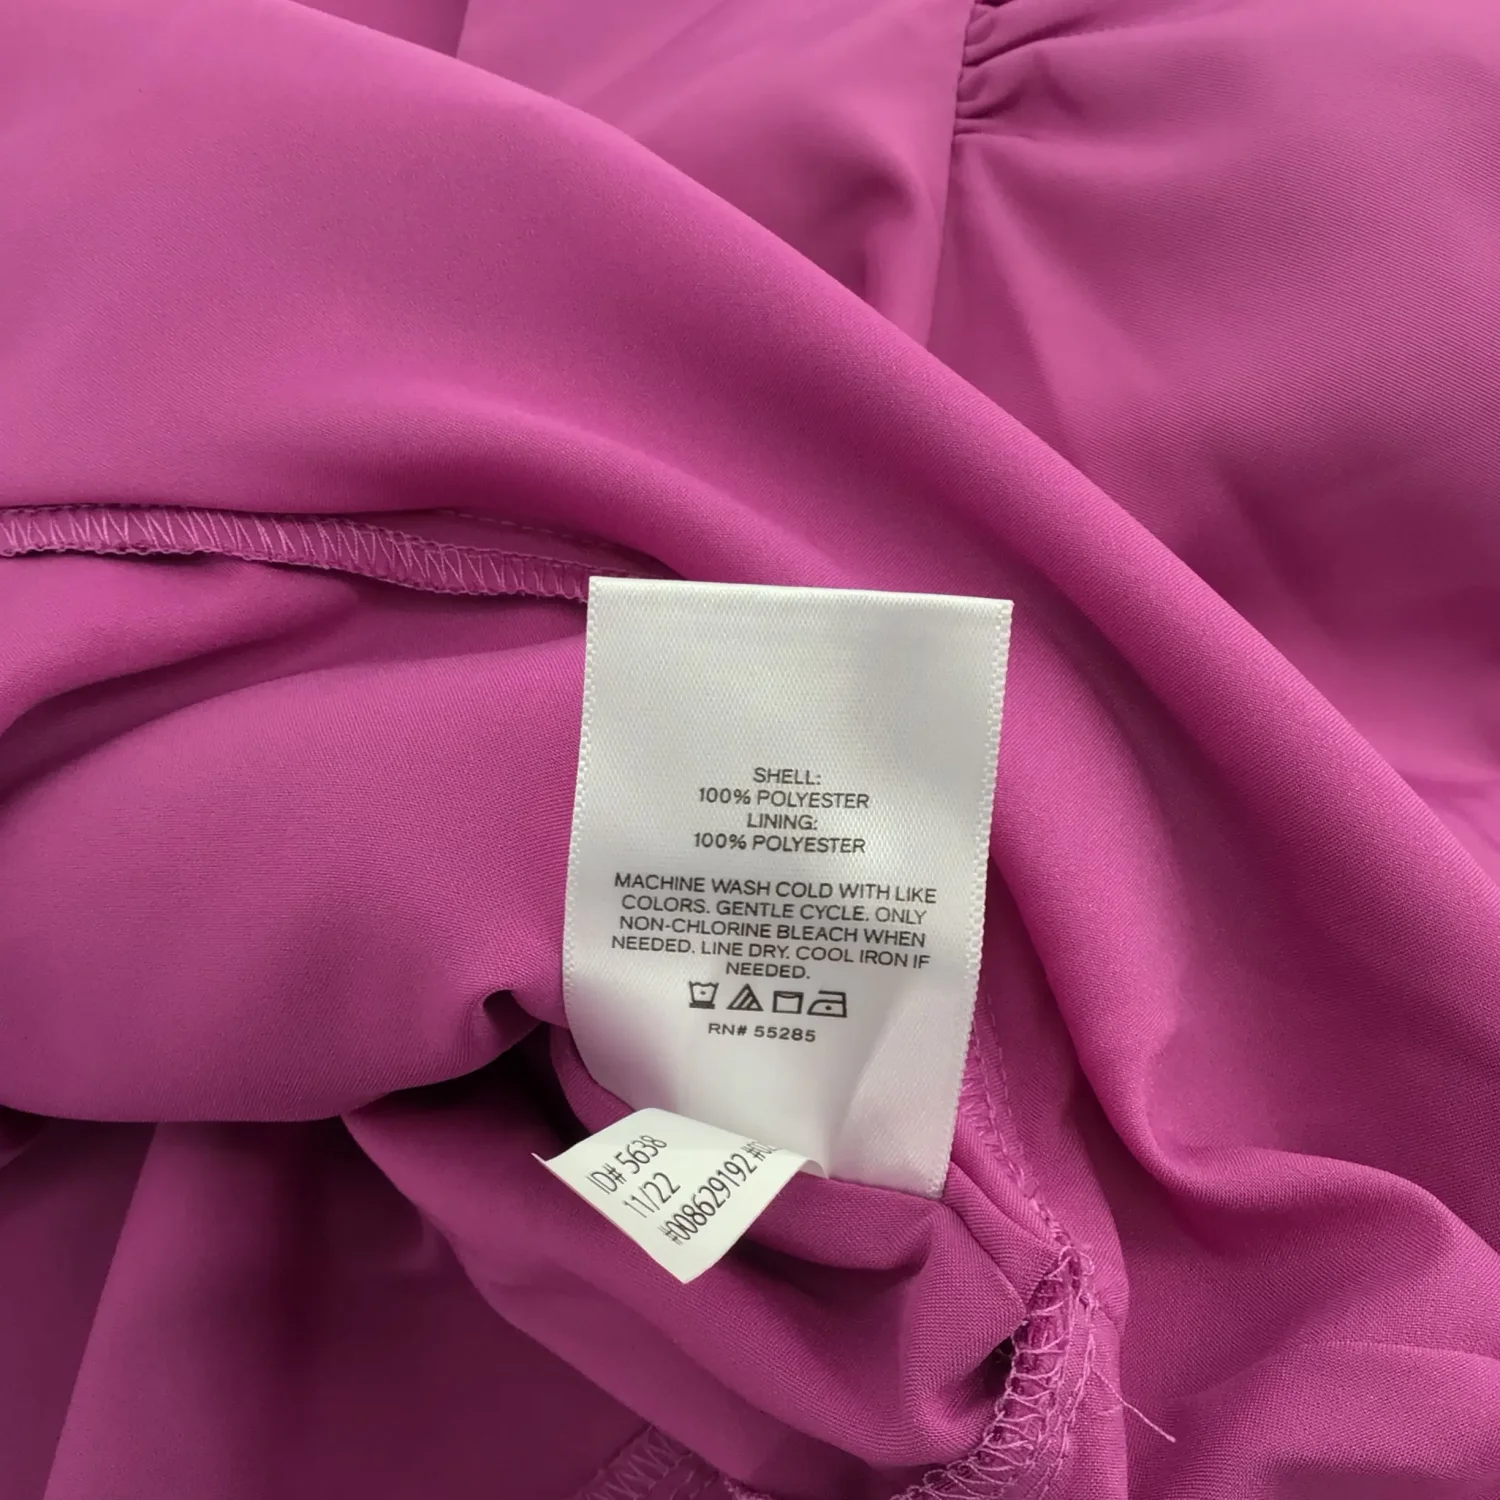 SHELL:
100% POLYESTER
LINING:
100% POLYESTER
MACHINE WASH COLD WITH LIKE
COLORS. GENTLE CYCLE. ONLY
NON-CHLORINE BLEACH WHEN
NEEDED. LINE DRY. COOL IRON IF
NEEDED.
RN# 55285
ID# 5638
11/22
#008629192